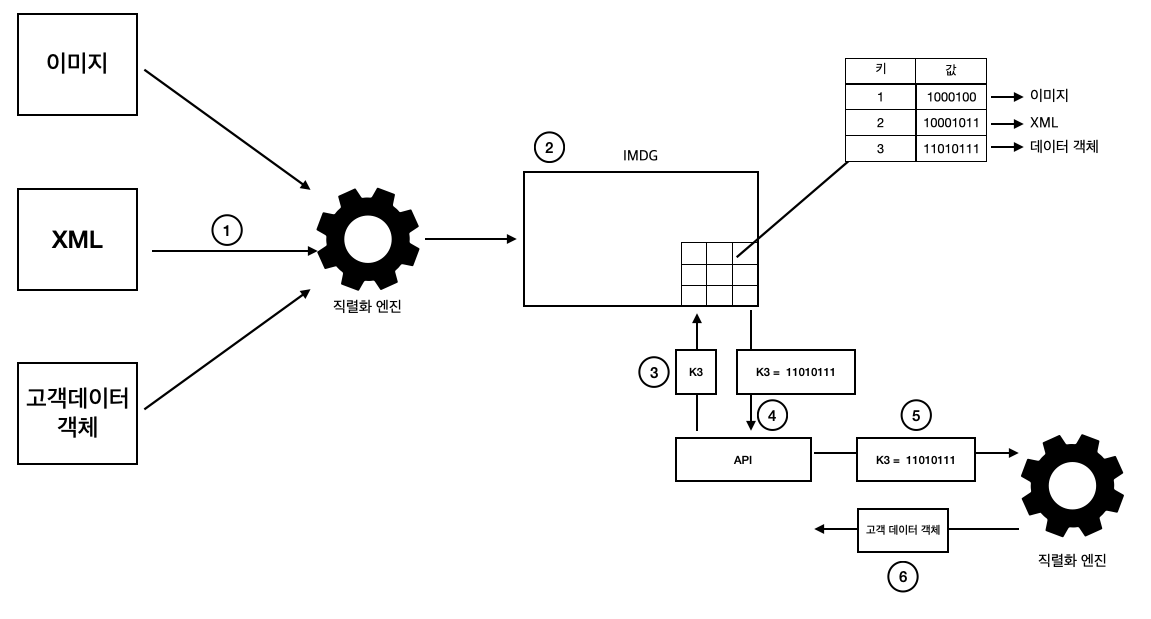 이미지
XML
고객데이터
객체
1
직렬화 엔진
2
IMDG
키 값
1 1000100 이미지
2 10001011 XML
3 11010111 데이터 객체
3
K3
K3 = 11010111
4
API
5
K3 = 11010111
직렬화 엔진
고객 데이터 객체
6